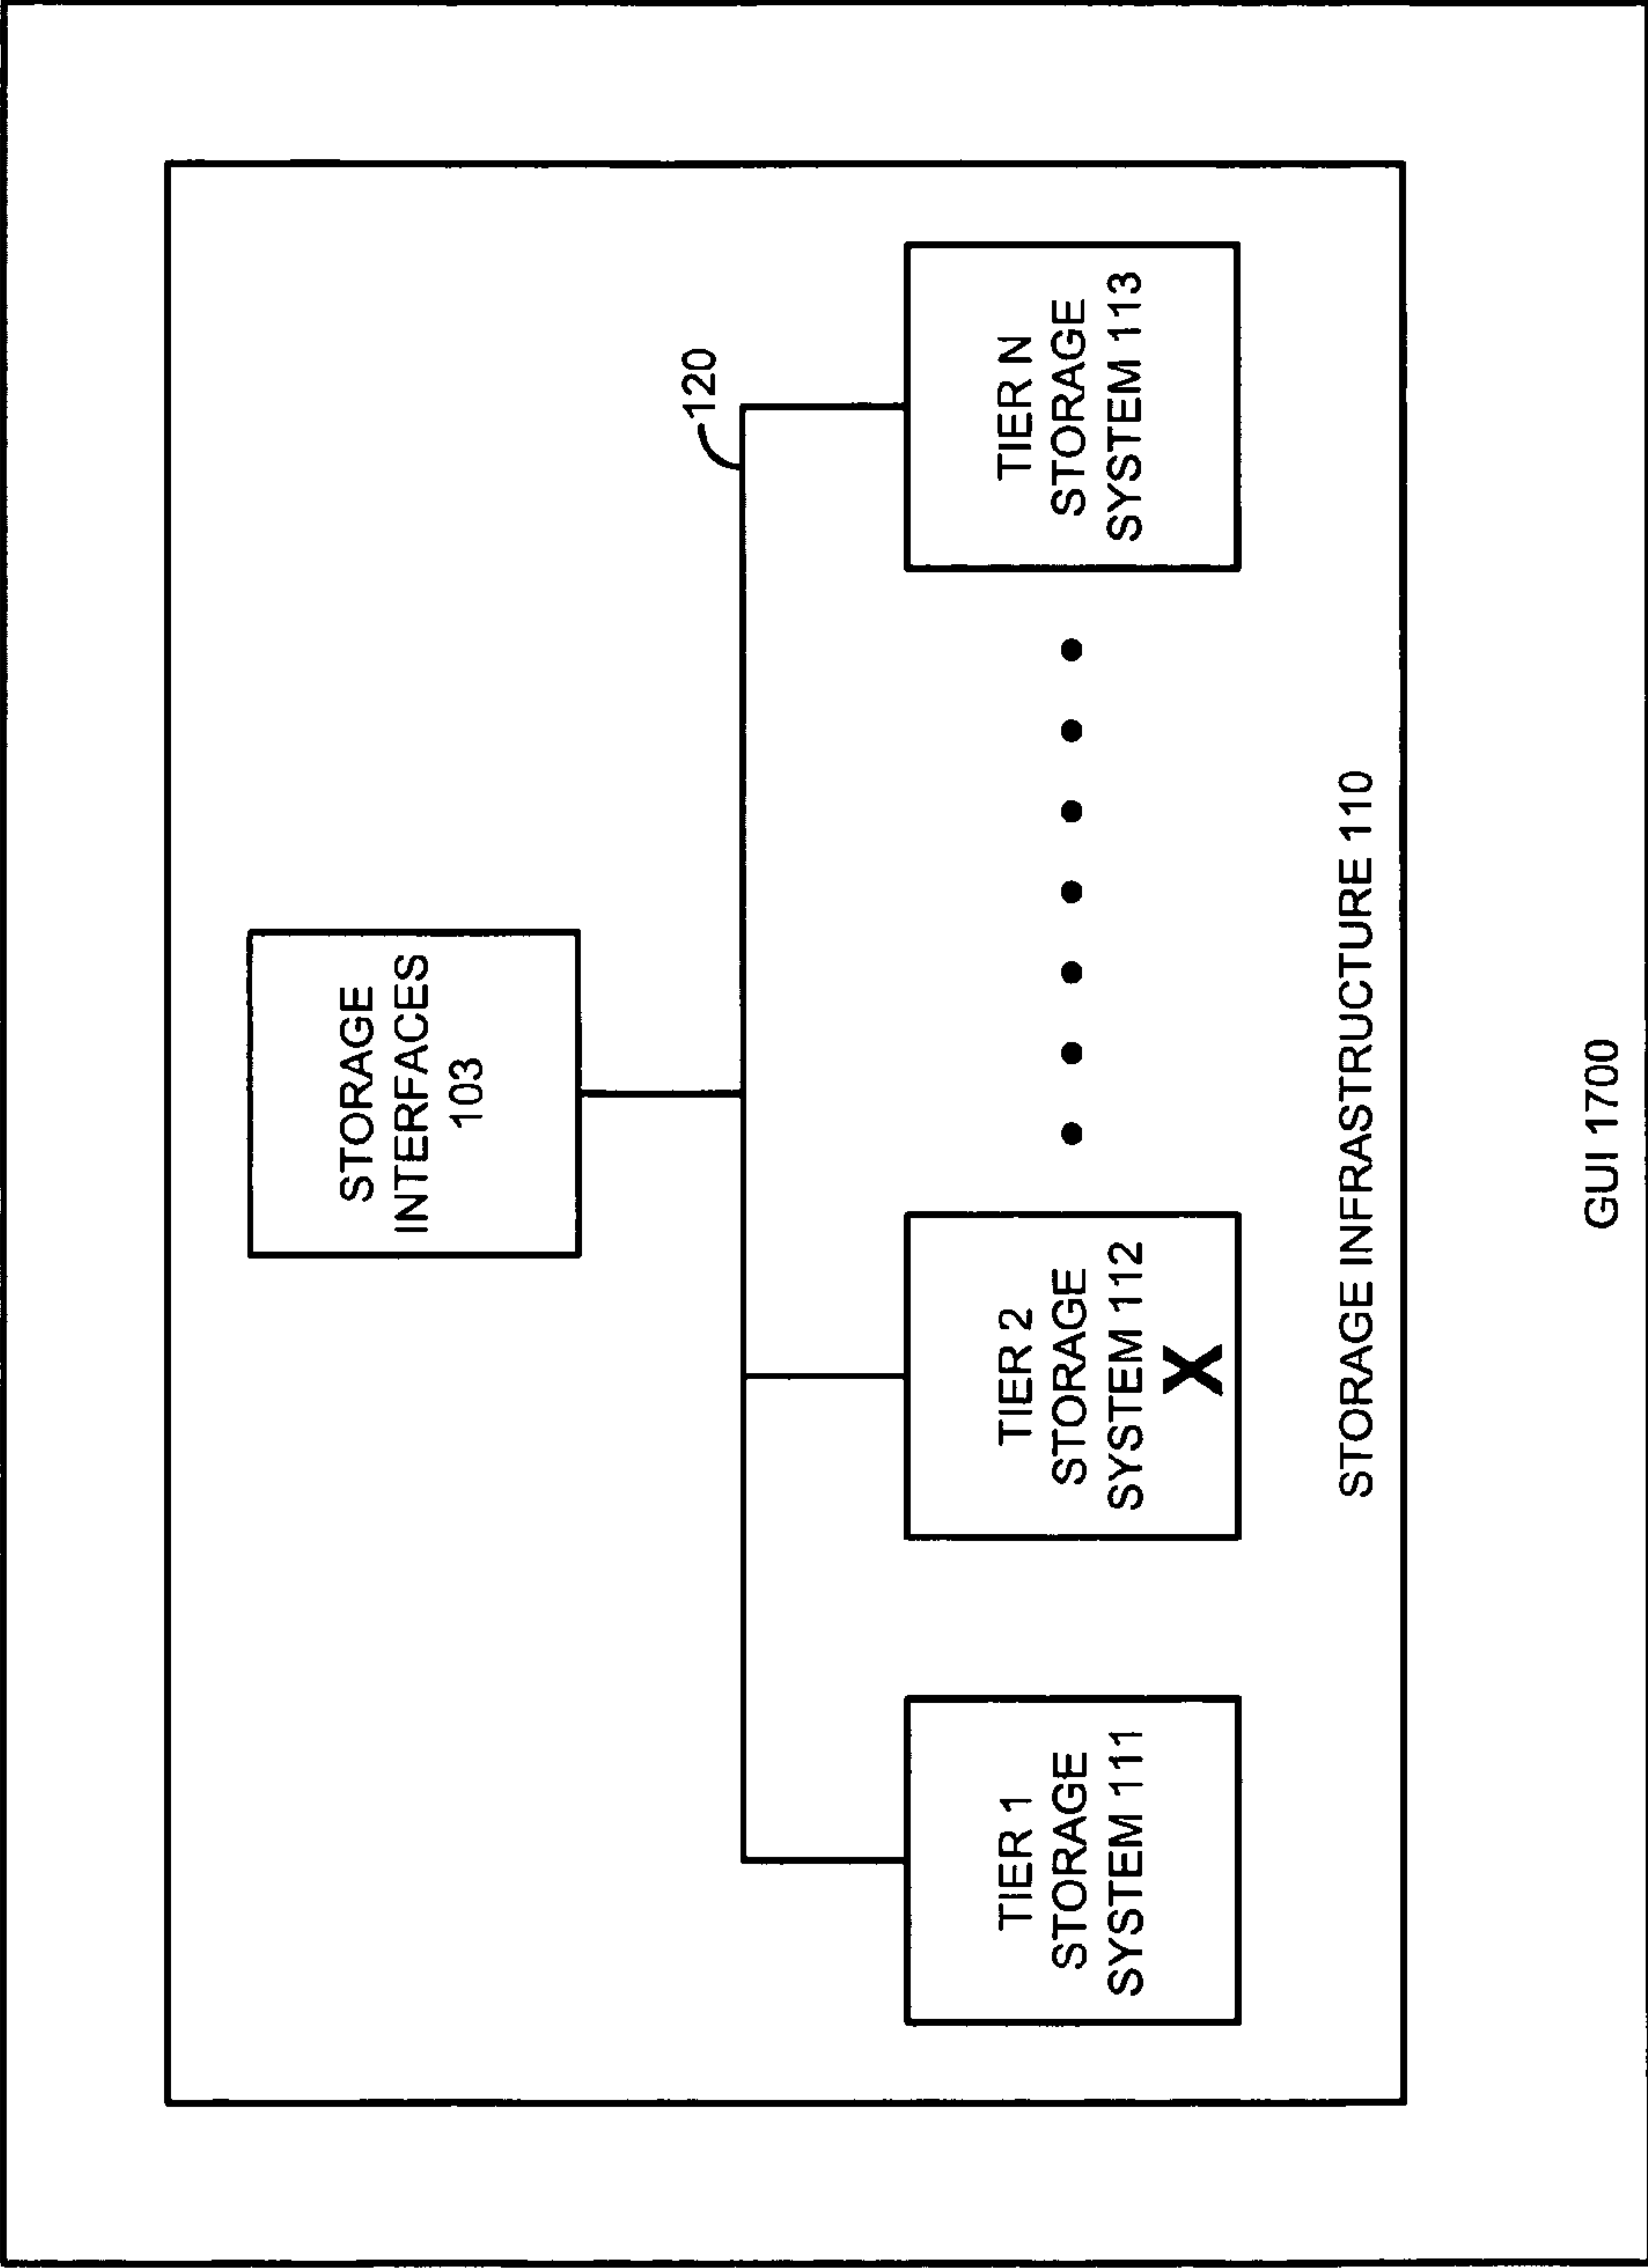 STORAGE
INTERFACES
103
120
TIER 1
STORAGE
SYSTEM 111
TIER 2
STORAGE
SYSTEM 112
X
TIER N
STORAGE
SYSTEM 113
STORAGE INFRASTRUCTURE 110
GUI 1700